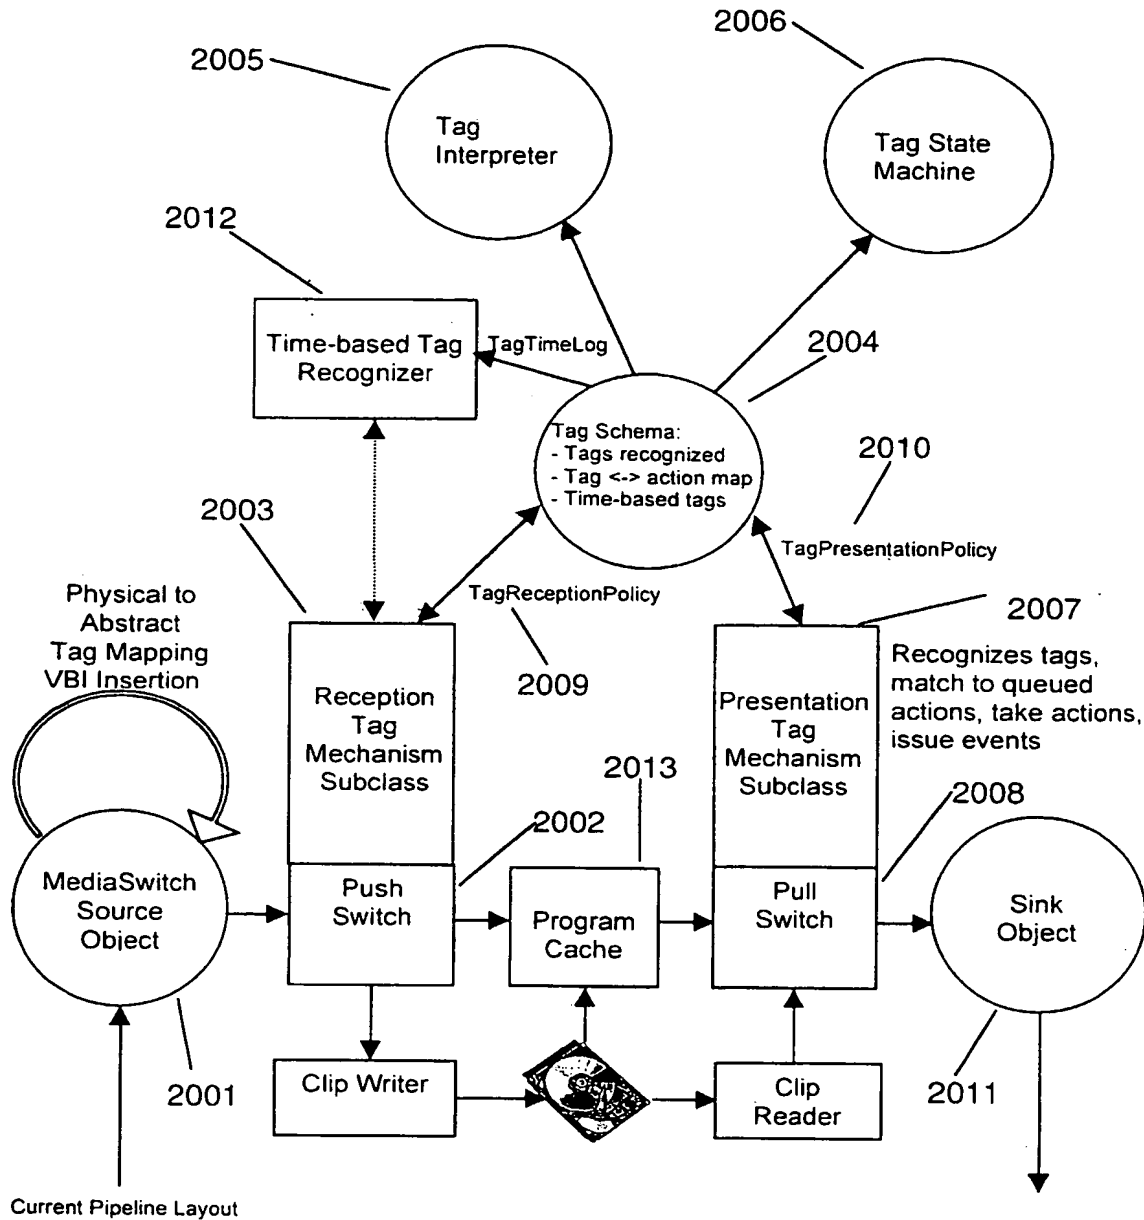 2006
2005
Tag
Interpreter
Tag State
Machine
2012
Time-based Tag
Recognizer
TagTimeLog
2004
Tag Schema:
- Tags recognized
- Tag <-> action map
- Time-based tags
2010
2003
TagPresentationPolicy
TagReceptionPolicy
Physical to
Abstract
Tag Mapping
VBI Insertion
2009
2007
Recognizes tags,
match to queued
actions, take actions,
issue events
Reception
Tag
Mechanism
Subclass
Presentation
Tag
Mechanism
Subclass
2013
2002
2008
MediaSwitch
Source
Object
Push
Switch
Program
Cache
Pull
Switch
Sink
Object
2001
Clip Writer
Clip
Reader
2011
Current Pipeline Layout